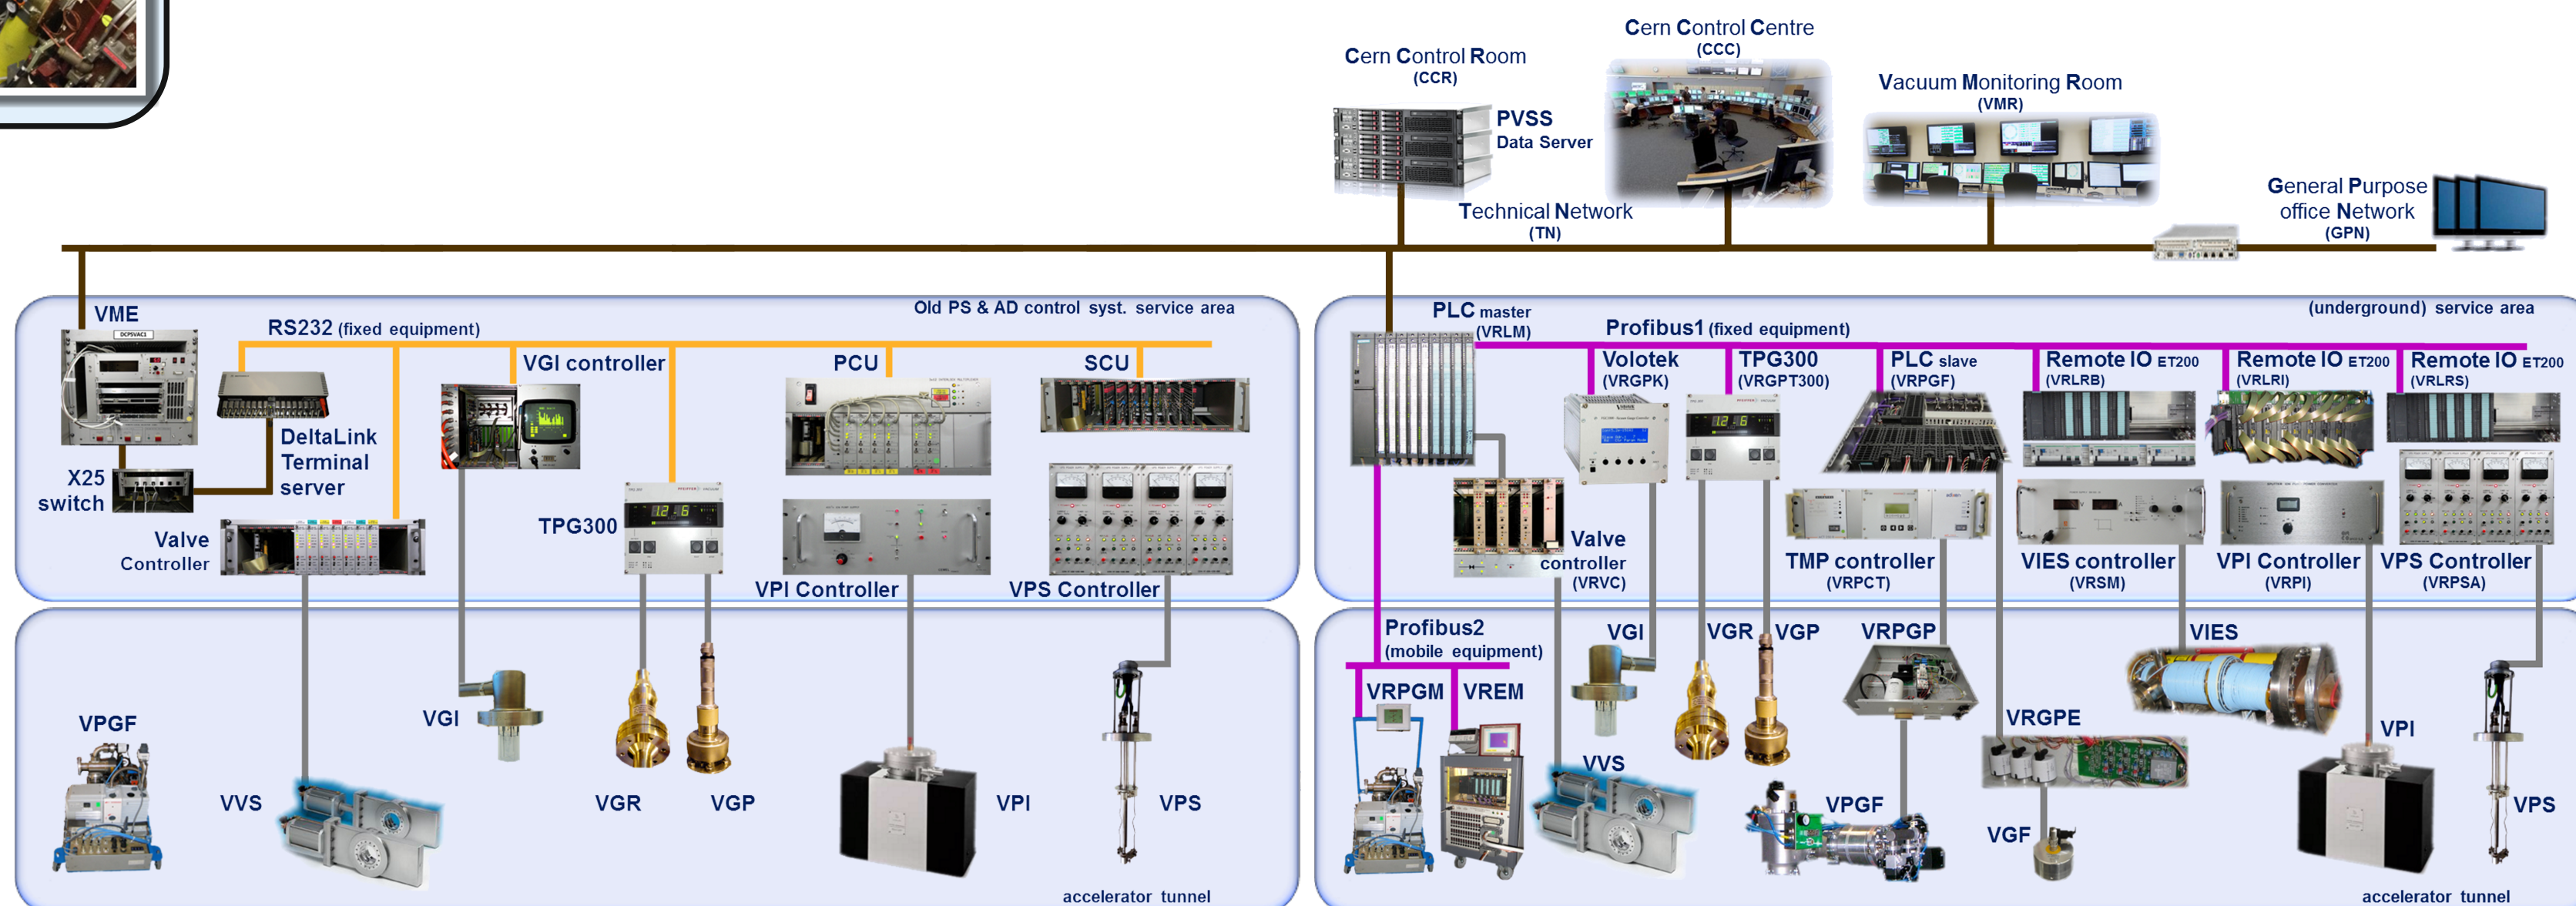 Cern Control Room
(CCR)
PVSS
Data Server
Cern Control Centre
(CCC)
Vacuum Monitoring Room
(VMR)
Technical Network
(TN)
General Purpose
office Network
(GPN)
Old PS & AD control syst. service area
VME
DCPSVAC1
RS232 (fixed equipment)
VGI controller
PCU
SCU
DeltaLink
Terminal
server
X25
switch
Valve
Controller
TPG300
VPI Controller
VPS Controller
VPGF
VVS
VGI
VGR
VGP
VPI
VPS
accelerator tunnel
(underground) service area
PLC master
(VRLM)
Profibus1 (fixed equipment)
Volotek
(VRGPK)
TPG300
(VRGPT300)
PLC slave
(VRPGF)
Remote IO ET200
(VRLRB)
Remote IO ET200
(VRLRI)
Remote IO ET200
(VRLRS)
Valve
controller
(VRVC)
TMP controller
(VRPCT)
VIES controller
(VRSM)
VPI Controller
(VRPI)
VPS Controller
(VRPSA)
Profibus2
(mobile equipment)
VRPGM
VREM
VGI
VGR
VGP
VRPGP
VIES
VVS
VPGF
VRGPE
VGF
VPI
VPS
accelerator tunnel